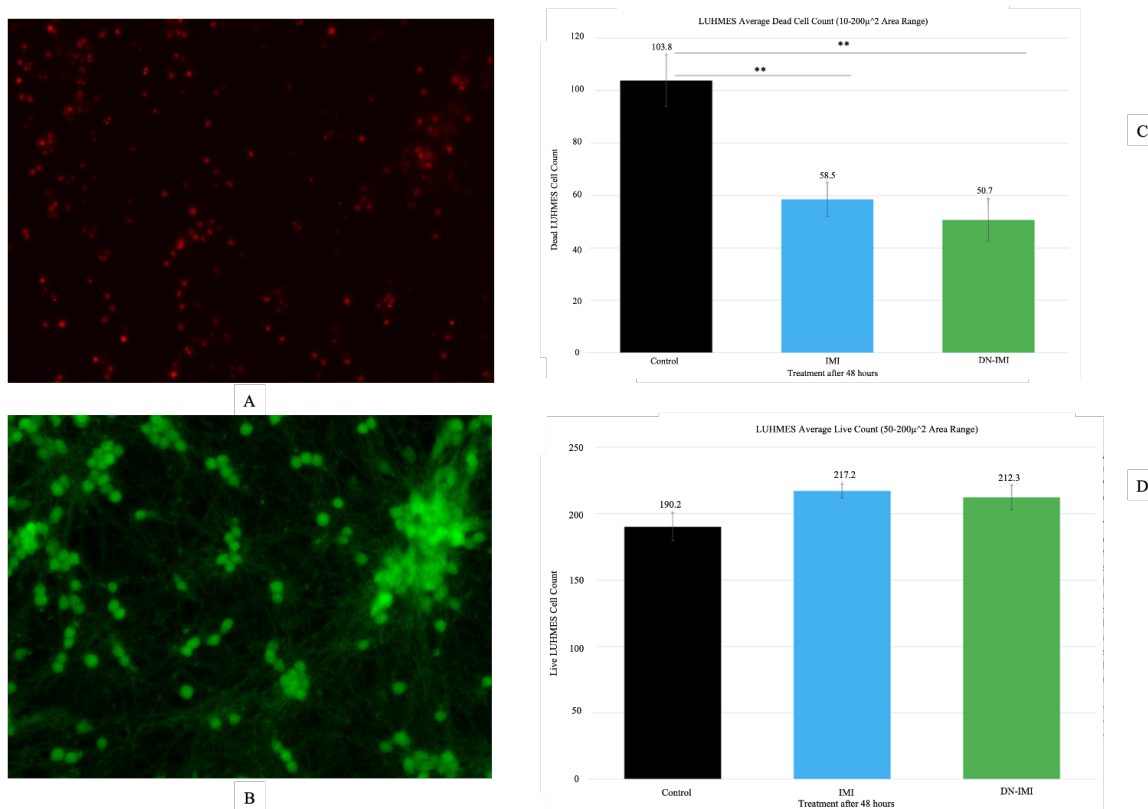 A
B
LUHMES Average Dead Cell Count (10-200µ^2 Area Range)
120
100
80
60
40
20
0
Dead LUHMES Cell Count
103.8
**
**
58.5
50.7
Control
IMI
DN-IMI
Treatment after 48 hours
C
LUHMES Average Live Count (50-200µ^2 Area Range)
250
200
150
100
50
0
Live LUHMES Cell Count
190.2
217.2
212.3
Control
IMI
DN-IMI
Treatment after 48 hours
D